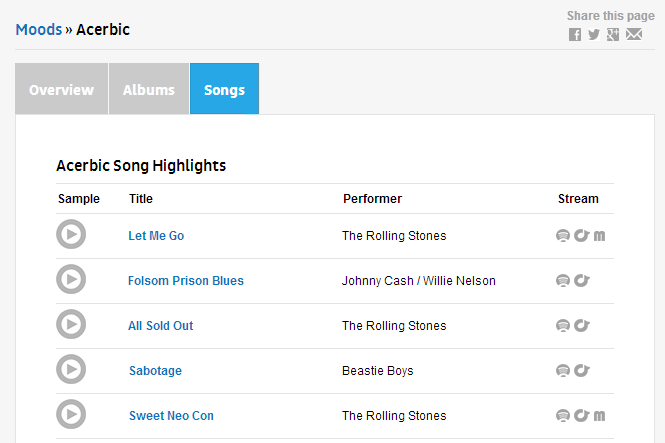 Share this page
Moods » Acerbic
Overview Albums Songs
Acerbic Song Highlights
Sample Title Performer Stream
Let Me Go The Rolling Stones
Folsom Prison Blues Johnny Cash / Willie Nelson
All Sold Out The Rolling Stones
Sabotage Beastie Boys
Sweet Neo Con The Rolling Stones